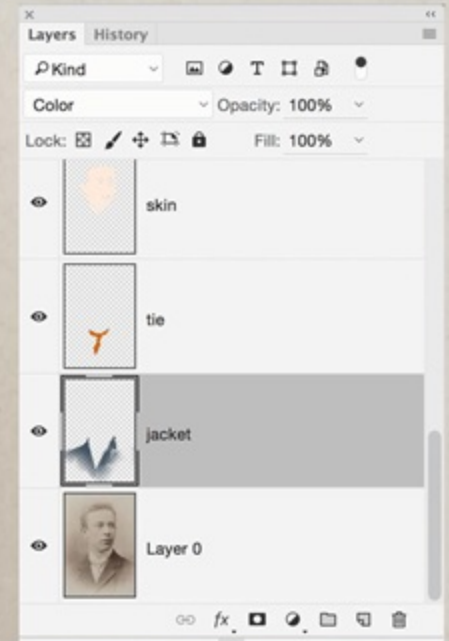 Layers History
Kind
Color Opacity: 100%
Lock: Fill: 100%
skin
tie
jacket
Layer 0
fx